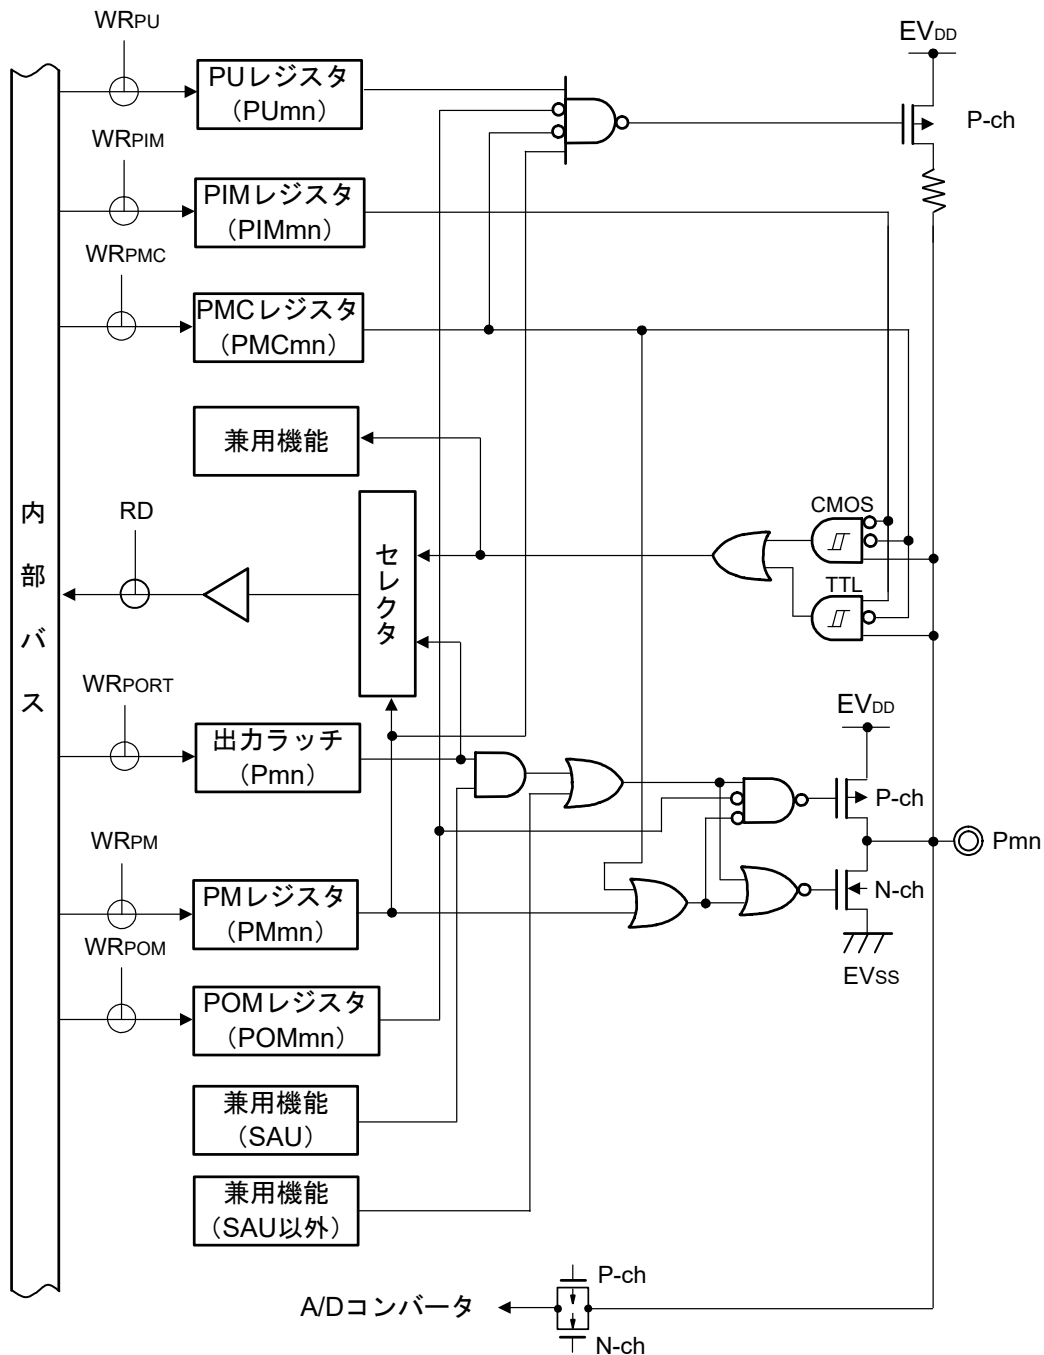 WRPU
EVDD
PUレジスタ
（PUmn）
P-ch
WRPIM
PIMレジスタ
（PIMmn）
WRPMC
PMCレジスタ
（PMCmn）
兼用機能
CMOS
RD
セレクタ
内部バス
TTL
WRPORT
EVDD
出力ラッチ
（Pmn）
P-ch
Pmn
WRPM
PMレジスタ
（PMmn）
N-ch
WRPOM
EVSS
POMレジスタ
（POMmn）
兼用機能
（SAU）
兼用機能
（SAU以外）
P-ch
A/Dコンバータ
N-ch